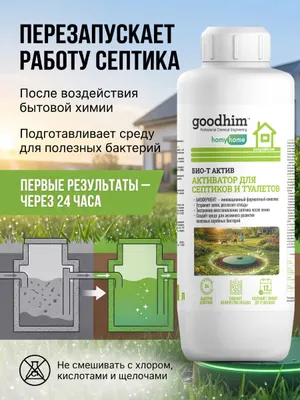 ПЕРЕЗАПУСКАЕТ
РАБОТУ СЕПТИКА
После воздействия
бытовой химии
Подготавливает среду
для полезных бактерий
ПЕРВЫЕ РЕЗУЛЬТАТЫ –
ЧЕРЕЗ 24 ЧАСА
goodhim
Professional Chemical Engineering
homy home
БИО-Т АКТИВ
АКТИВАТОР ДЛЯ
СЕПТИКОВ И ТУАЛЕТОВ
Не смешивать с хлором,
кислотами и щелочами